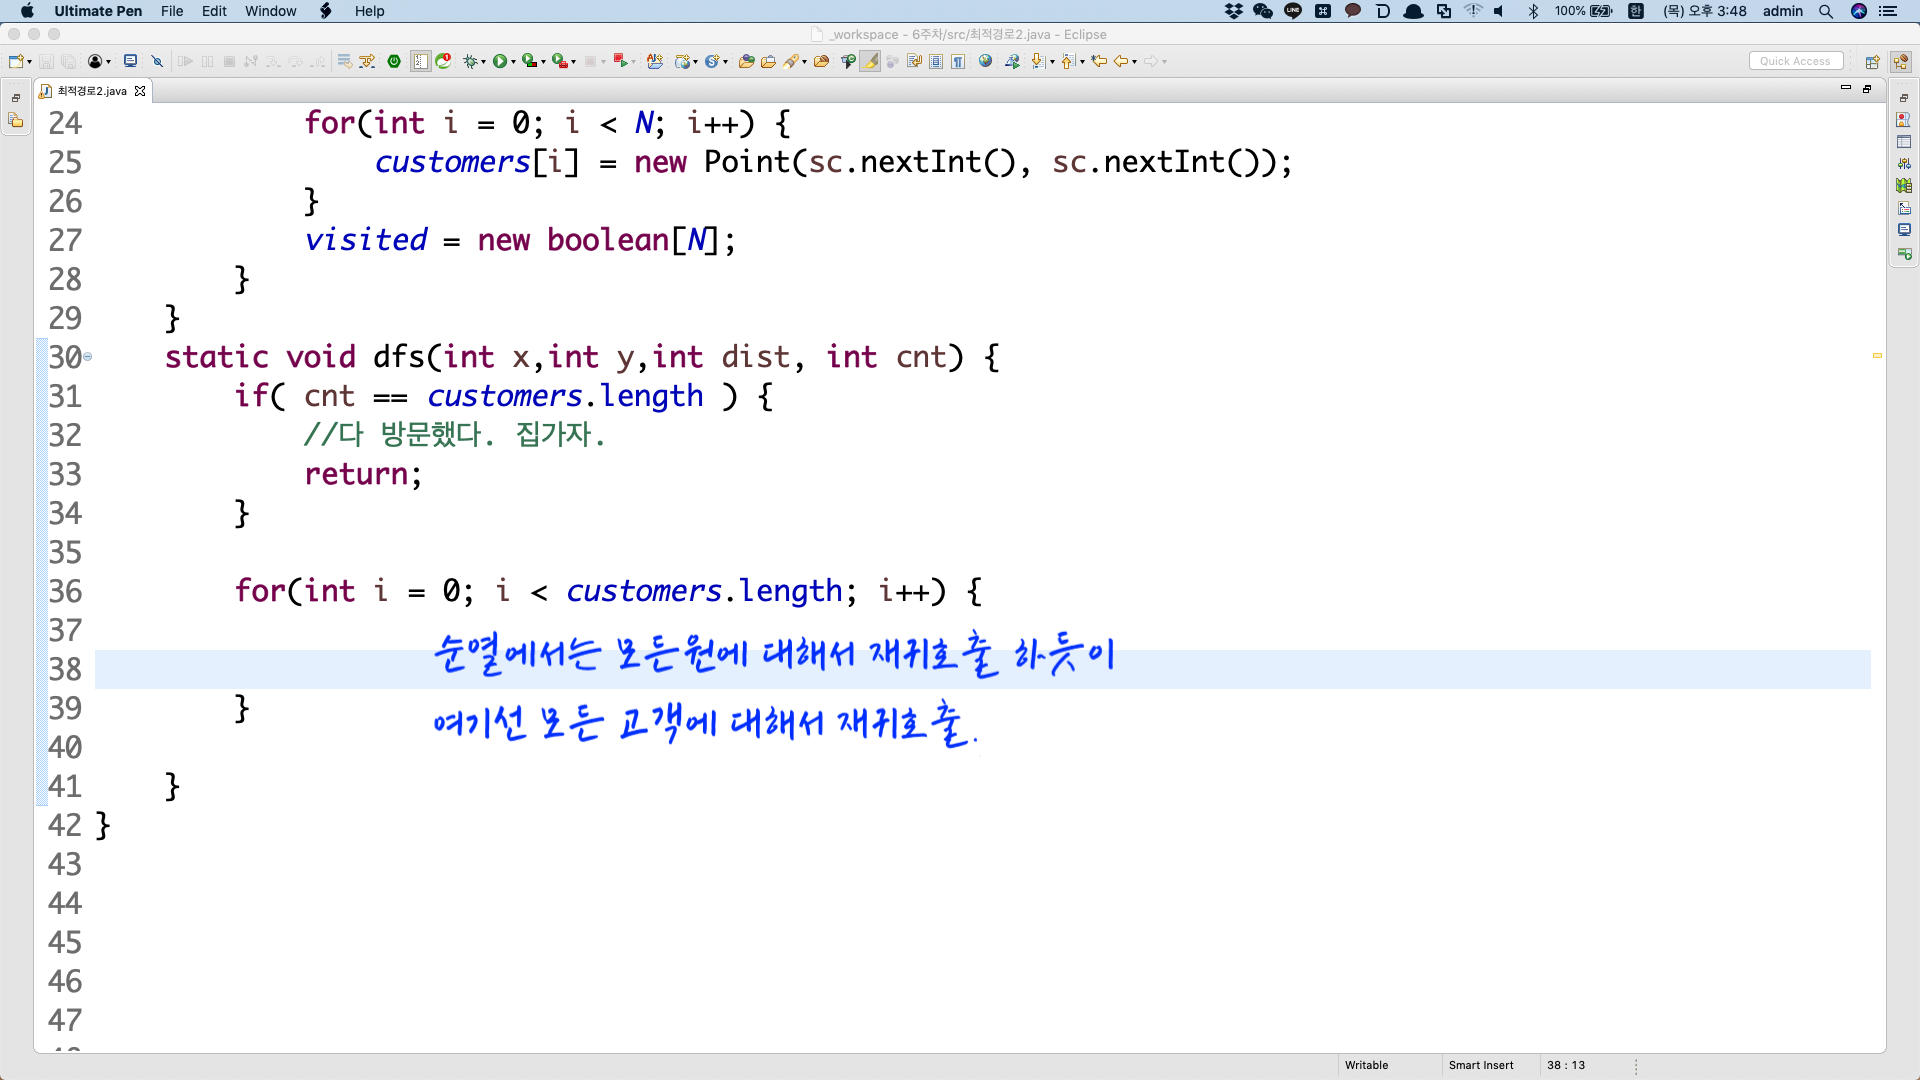 Ultimate Pen File Edit Window Help
100% 한 (목) 오후 3:48 admin
_workspace - 6주차/src/최적경로2.java - Eclipse
Quick Access
최적경로2.java
24 for(int i = 0; i < N; i++) {
25 customers[i] = new Point(sc.nextInt(), sc.nextInt());
26 }
27 visited = new boolean[N];
28 }
29 }
30 static void dfs(int x,int y,int dist, int cnt) {
31 if( cnt == customers.length ) {
32 //다 방문했다. 집가자.
33 return;
34 }
35
36 for(int i = 0; i < customers.length; i++) {
37
순열에서는 모든원에 대해서 재귀호출 하듯이
38
39 }
여기선 모든 고객에 대해서 재귀호출.
40
41 }
42 }
43
44
45
46
47
Writable Smart Insert 38 : 13